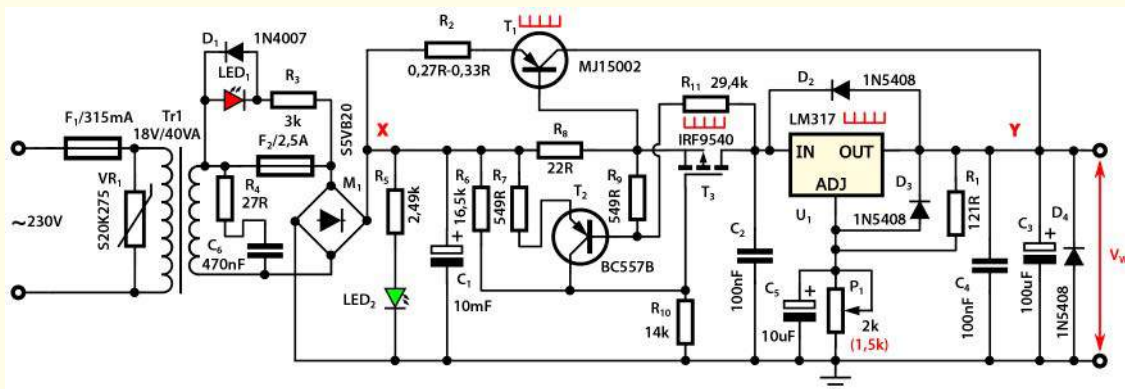 F₁/315mA
Tr1
18V/40VA
VR₁
S20K275
~230V
D₁
1N4007
LED₁
R₃
3k
F₂/2,5A
R₄
27R
C₆
470nF
S5VB20
M₁
X
R₂
0,27R-0,33R
T₁
MJ15002
R₅
2,49k
LED₂
R₆
16,5k
R₇
549R
+
C₁
10mF
R₈
22R
T₂
BC557B
R₉
549R
R₁₀
14k
R₁₁
29,4k
IRF9540
T₃
C₂
100nF
D₂
1N5408
LM317
IN
OUT
ADJ
U₁
D₃
1N5408
R₁
121R
C₅
+
10uF
P₁
2k
(1,5k)
Y
C₄
100nF
C₃
+
100uF
D₄
1N5408